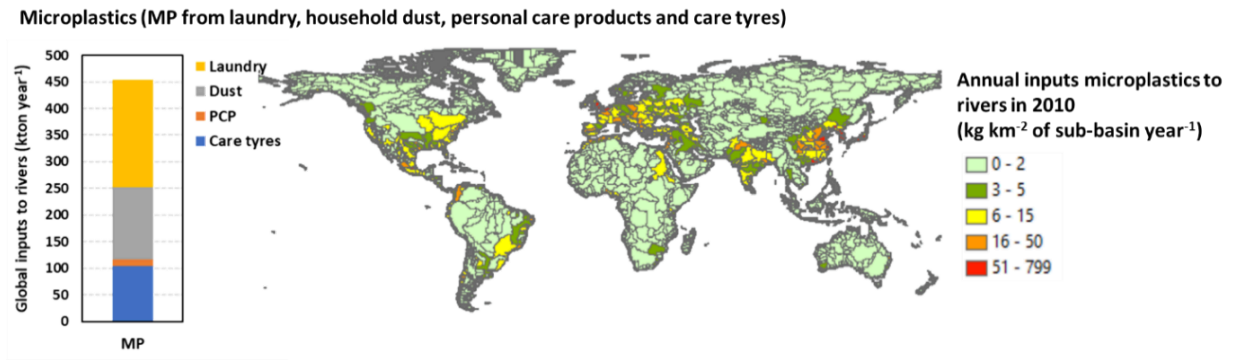 Microplastics (MP from laundry, household dust, personal care products and care tyres)
Global inputs to rivers (kton year-1)
500
450
400
350
300
250
200
150
100
50
0
MP
Laundry
Dust
PCP
Care tyres
Annual inputs microplastics to
rivers in 2010
(kg km-2 of sub-basin year-1)
0 - 2
3 - 5
6 - 15
16 - 50
51 - 799